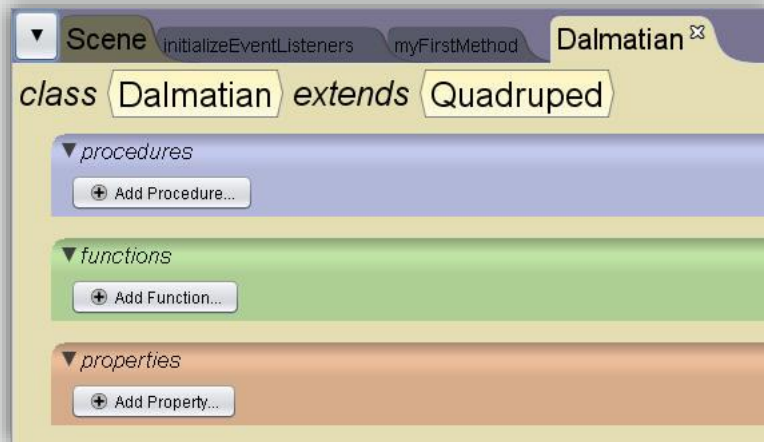 Scene initializeEventListeners myFirstMethod Dalmatian
class Dalmatian extends Quadruped
procedures
Add Procedure...
functions
Add Function...
properties
Add Property...